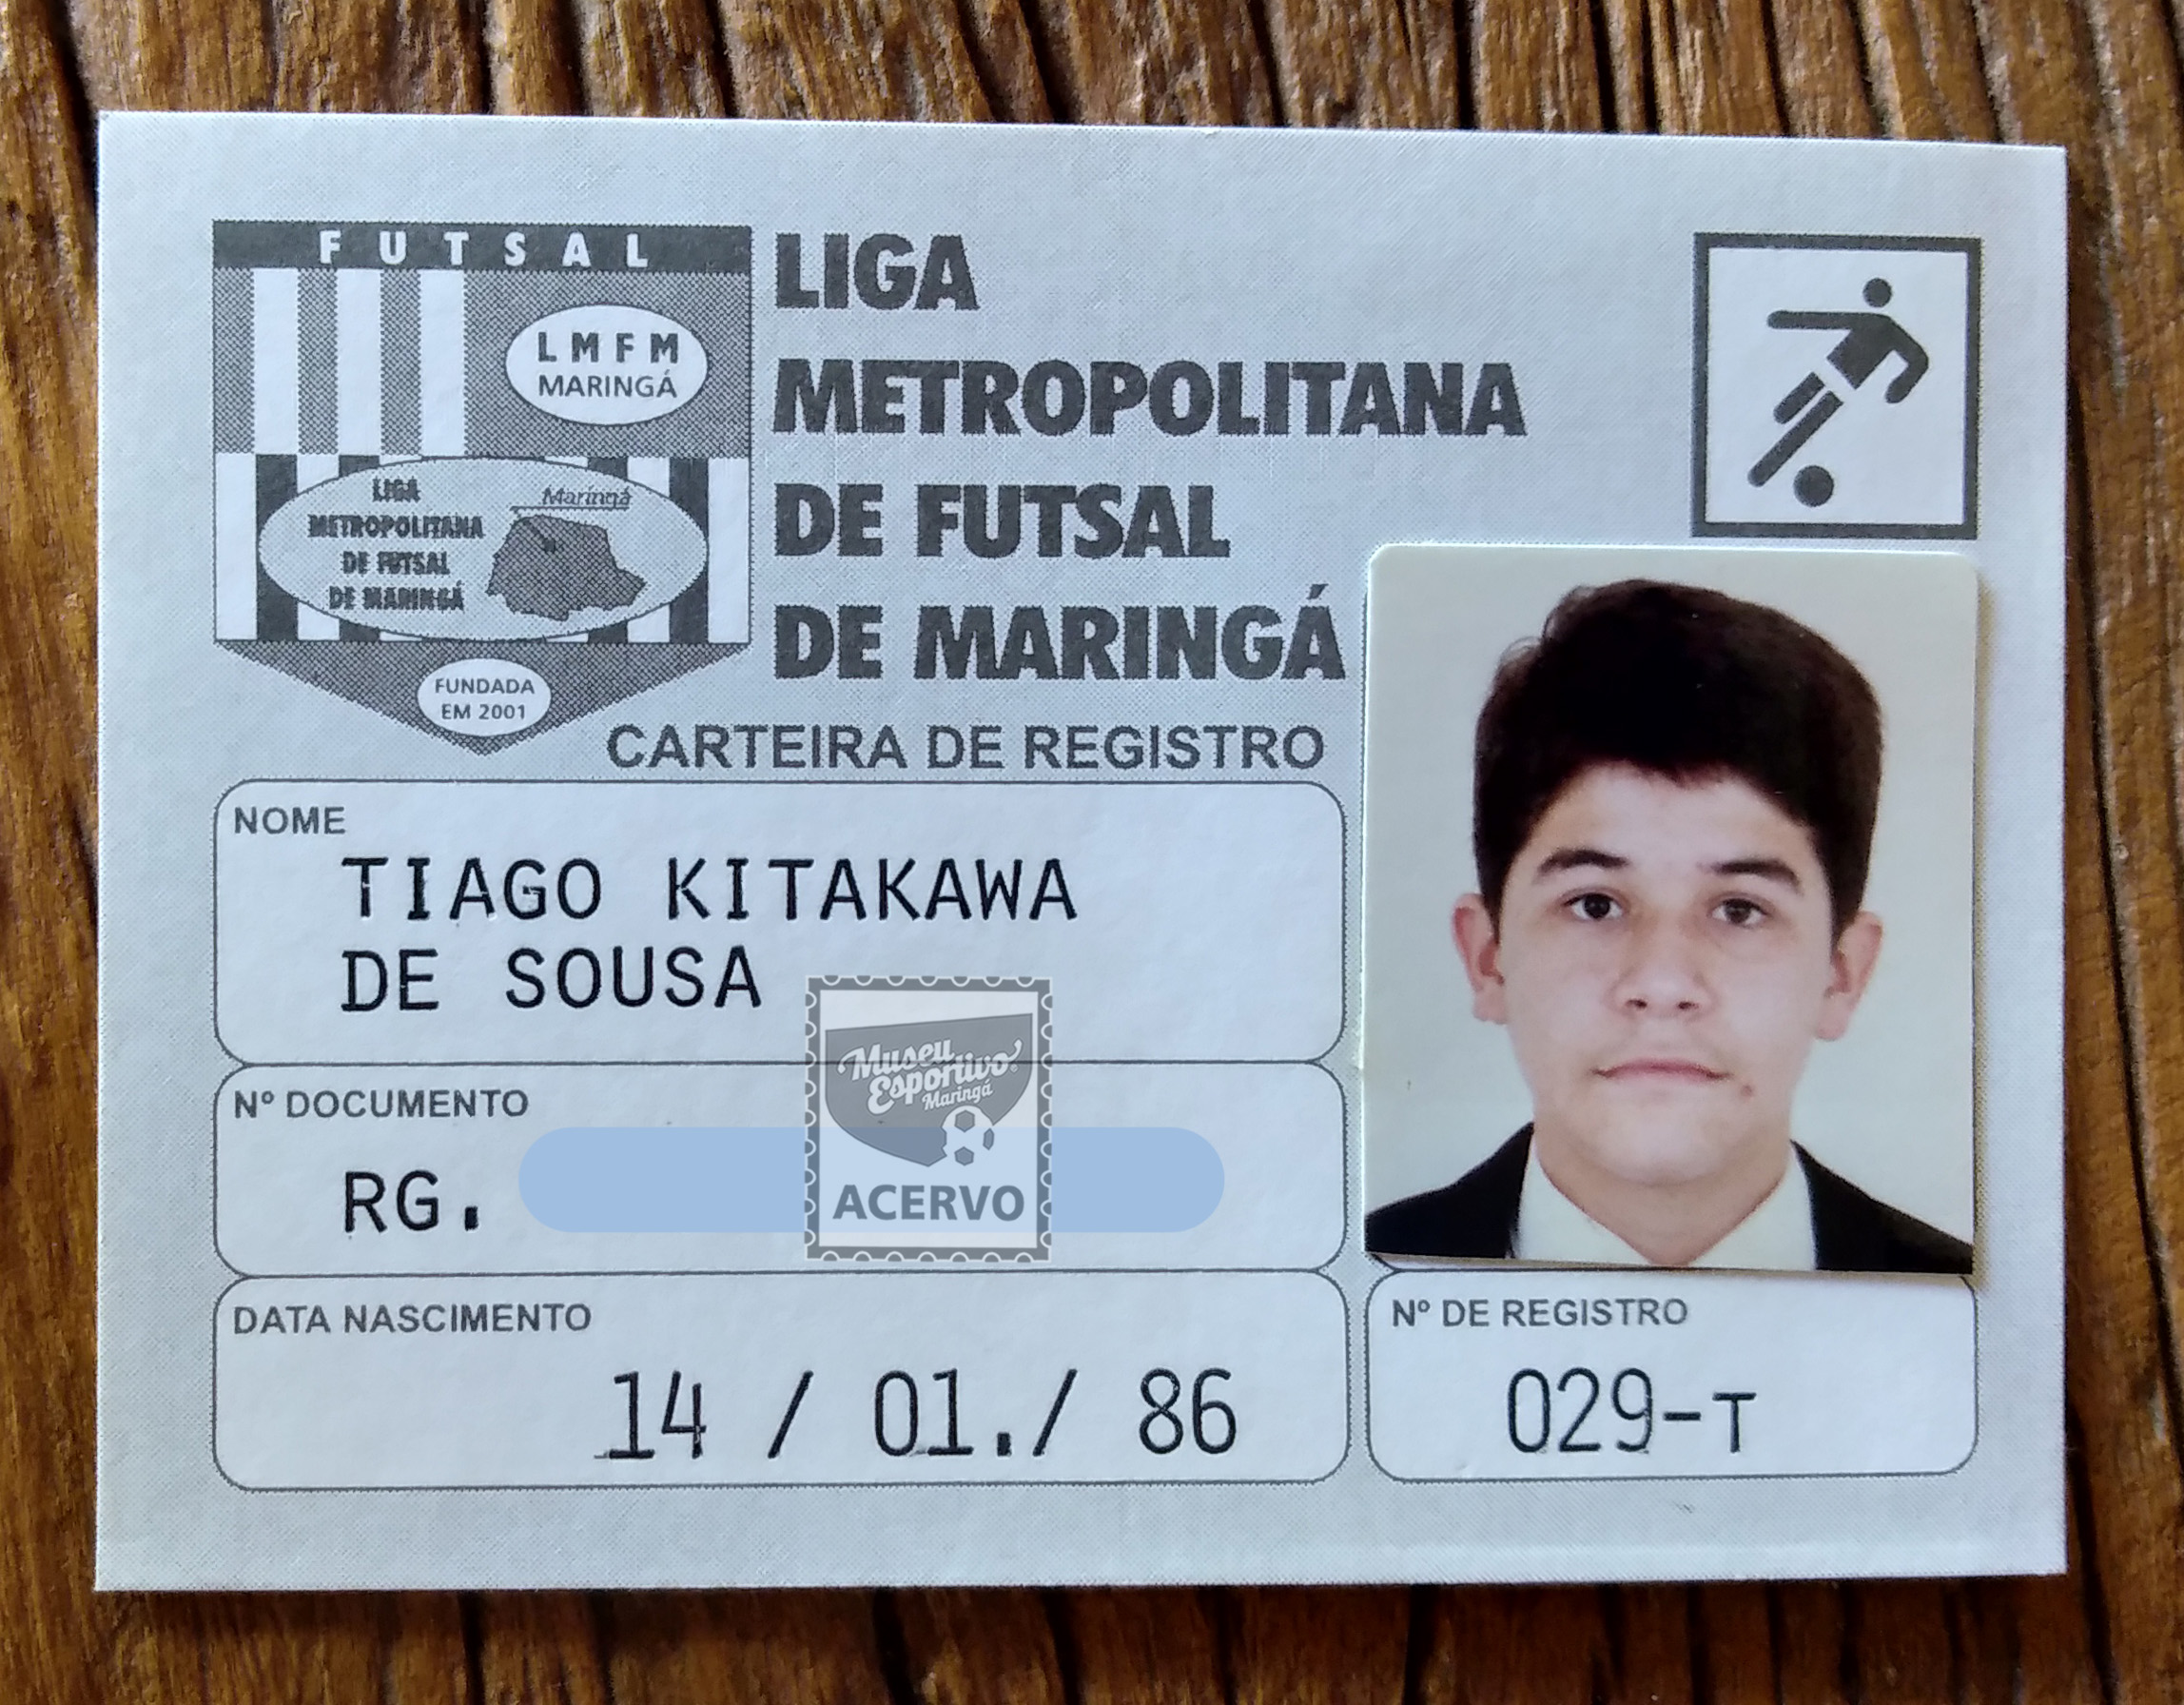 FUTSAL
LMFM
MARINGÁ
LIGA
METROPOLITANA
DE FUTSAL
DE MARINGÁ
Maringá
FUNDADA
EM 2001
LIGA
METROPOLITANA
DE FUTSAL
DE MARINGÁ
CARTEIRA DE REGISTRO
NOME
TIAGO KITAKAWA
DE SOUSA
Nº DOCUMENTO
RG.
Museu
Esportivo
Maringá
ACERVO
DATA NASCIMENTO
14 / 01./ 86
Nº DE REGISTRO
029-T